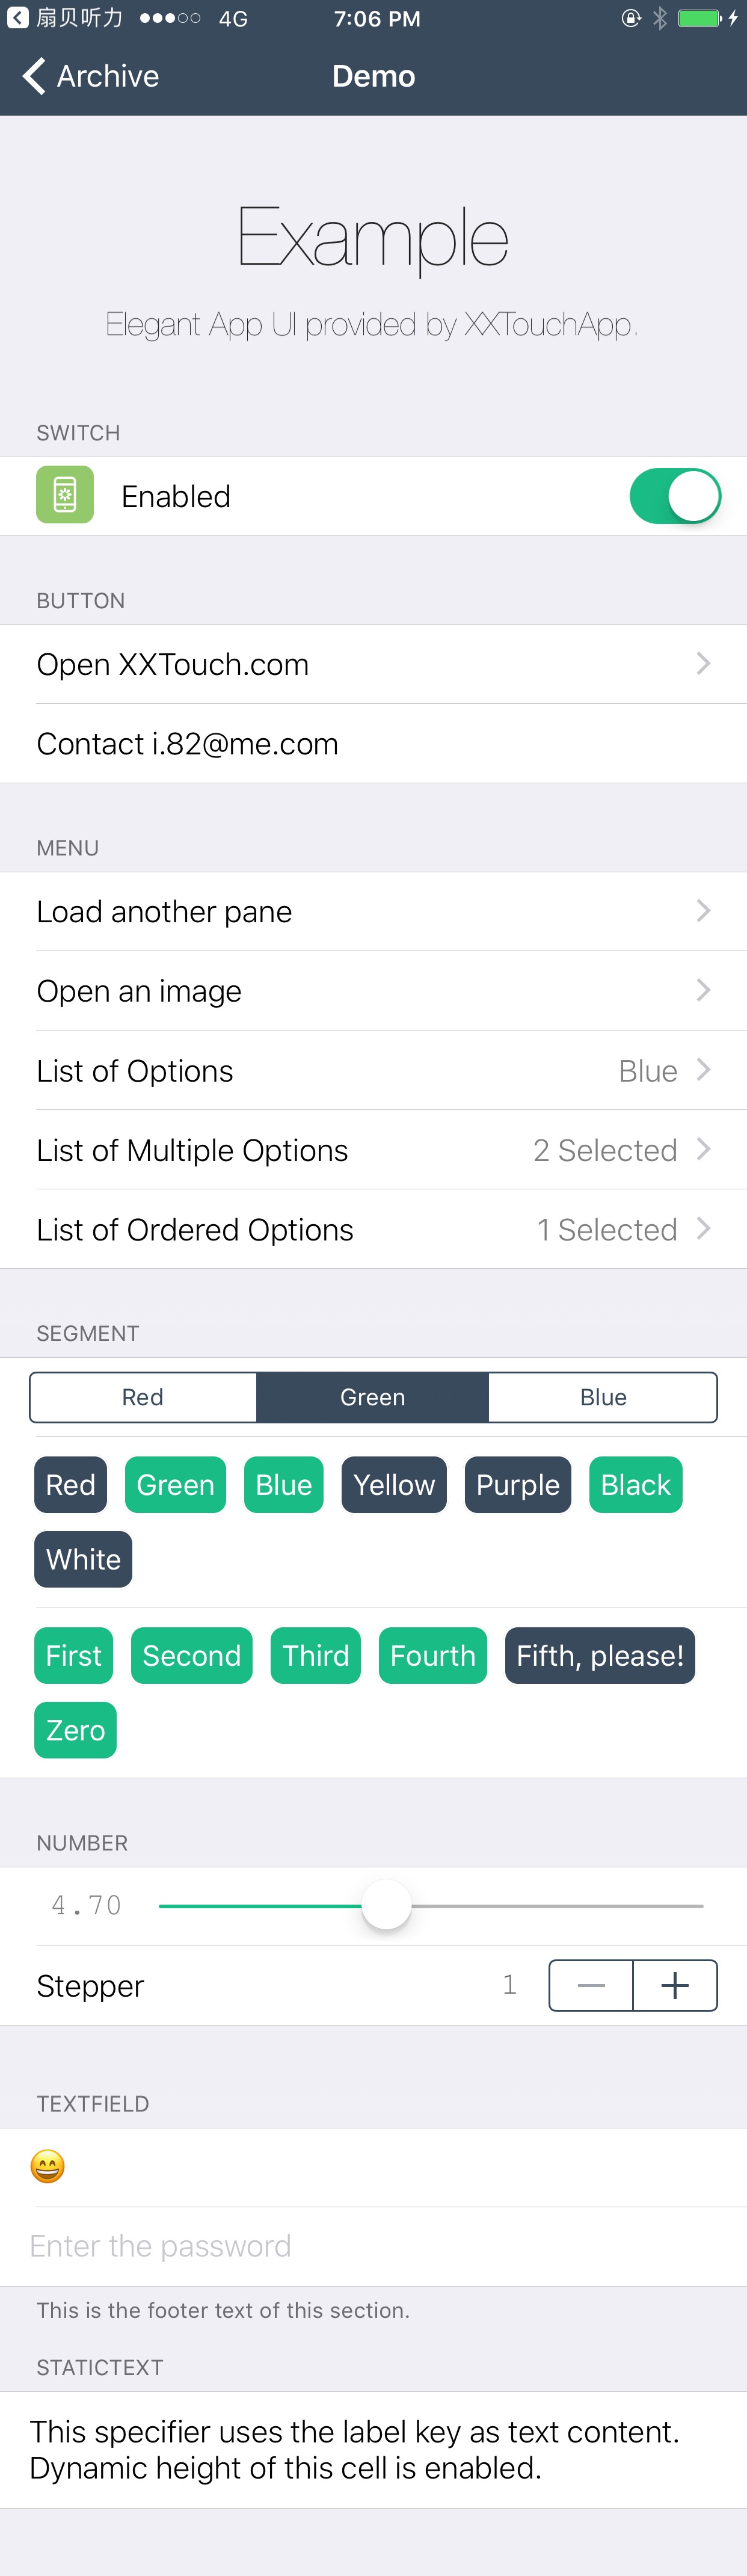 扇贝听力 4G 7:06 PM
Archive Demo
Example
Elegant App UI provided by XXTouchApp.
SWITCH
Enabled
BUTTON
Open XXTouch.com
Contact i.82@me.com
MENU
Load another pane
Open an image
List of Options Blue
List of Multiple Options 2 Selected
List of Ordered Options 1 Selected
SEGMENT
Red Green Blue
Red Green Blue Yellow Purple Black
White
First Second Third Fourth Fifth, please!
Zero
NUMBER
4.70
Stepper 1
TEXTFIELD
😄
Enter the password
This is the footer text of this section.
STATICTEXT
This specifier uses the label key as text content.
Dynamic height of this cell is enabled.